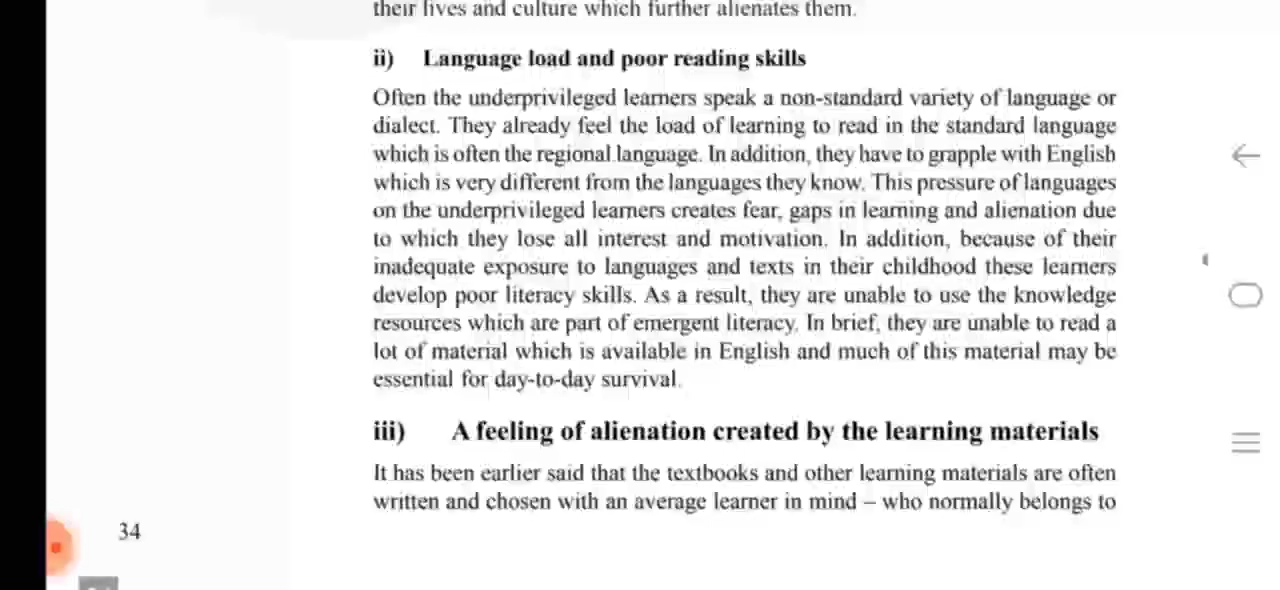 their lives and culture which further alienates them.
ii) Language load and poor reading skills
Often the underprivileged learners speak a non-standard variety of language or
dialect. They already feel the load of learning to read in the standard language
which is often the regional language. In addition, they have to grapple with English
which is very different from the languages they know. This pressure of languages
on the underprivileged learners creates fear, gaps in learning and alienation due
to which they lose all interest and motivation. In addition, because of their
inadequate exposure to languages and texts in their childhood these learners
develop poor literacy skills. As a result, they are unable to use the knowledge
resources which are part of emergent literacy. In brief, they are unable to read a
lot of material which is available in English and much of this material may be
essential for day-to-day survival.
iii) A feeling of alienation created by the learning materials
It has been earlier said that the textbooks and other learning materials are often
written and chosen with an average learner in mind – who normally belongs to
34